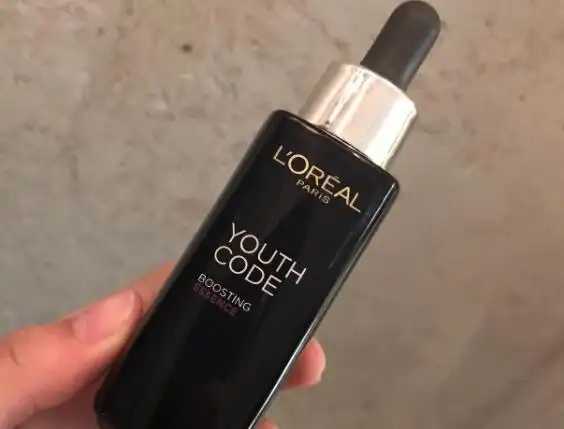 L'ORÉAL
PARIS
YOUTH
CODE
BOOSTING
ESSENCE